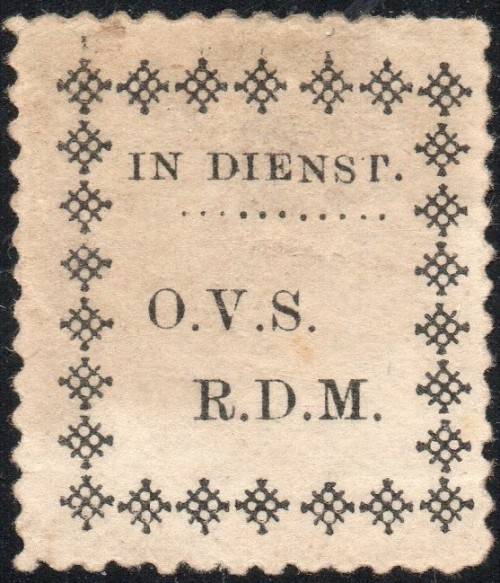 IN DIENST.
............
O.V.S.
R.D.M.